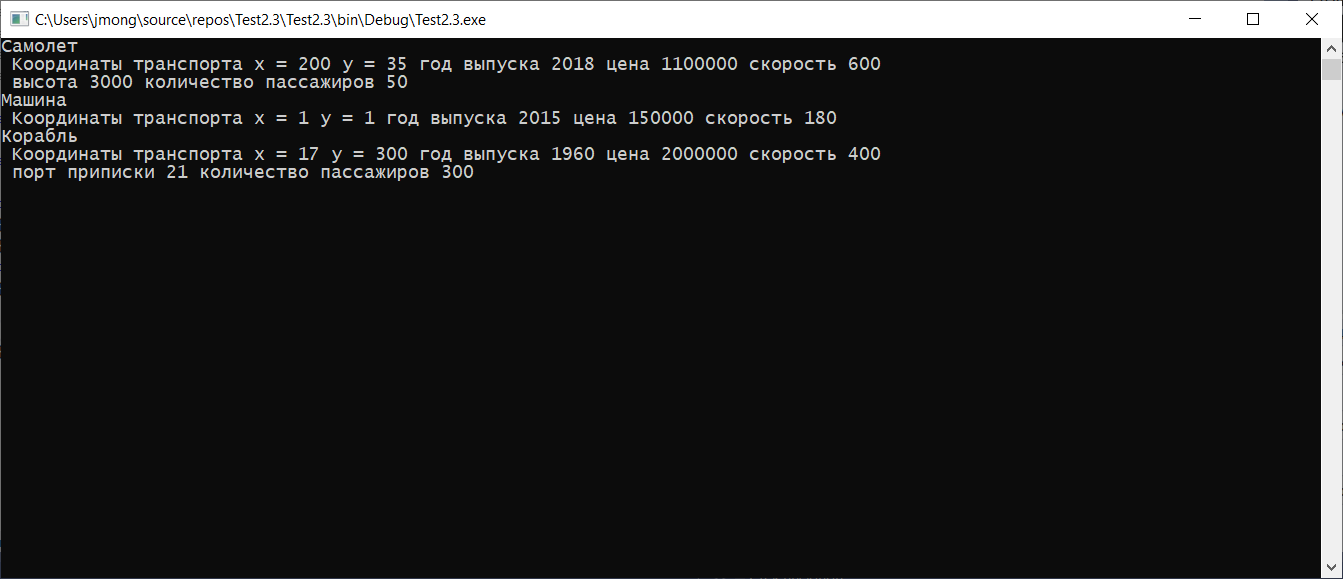 C:\Users\jmong\source\repos\Test2.3\Test2.3\bin\Debug\Test2.3.exe
Самолет
Координаты транспорта x = 200 y = 35 год выпуска 2018 цена 1100000 скорость 600
высота 3000 количество пассажиров 50
Машина
Координаты транспорта x = 1 y = 1 год выпуска 2015 цена 150000 скорость 180
Корабль
Координаты транспорта x = 17 y = 300 год выпуска 1960 цена 2000000 скорость 400
порт приписки 21 количество пассажиров 300